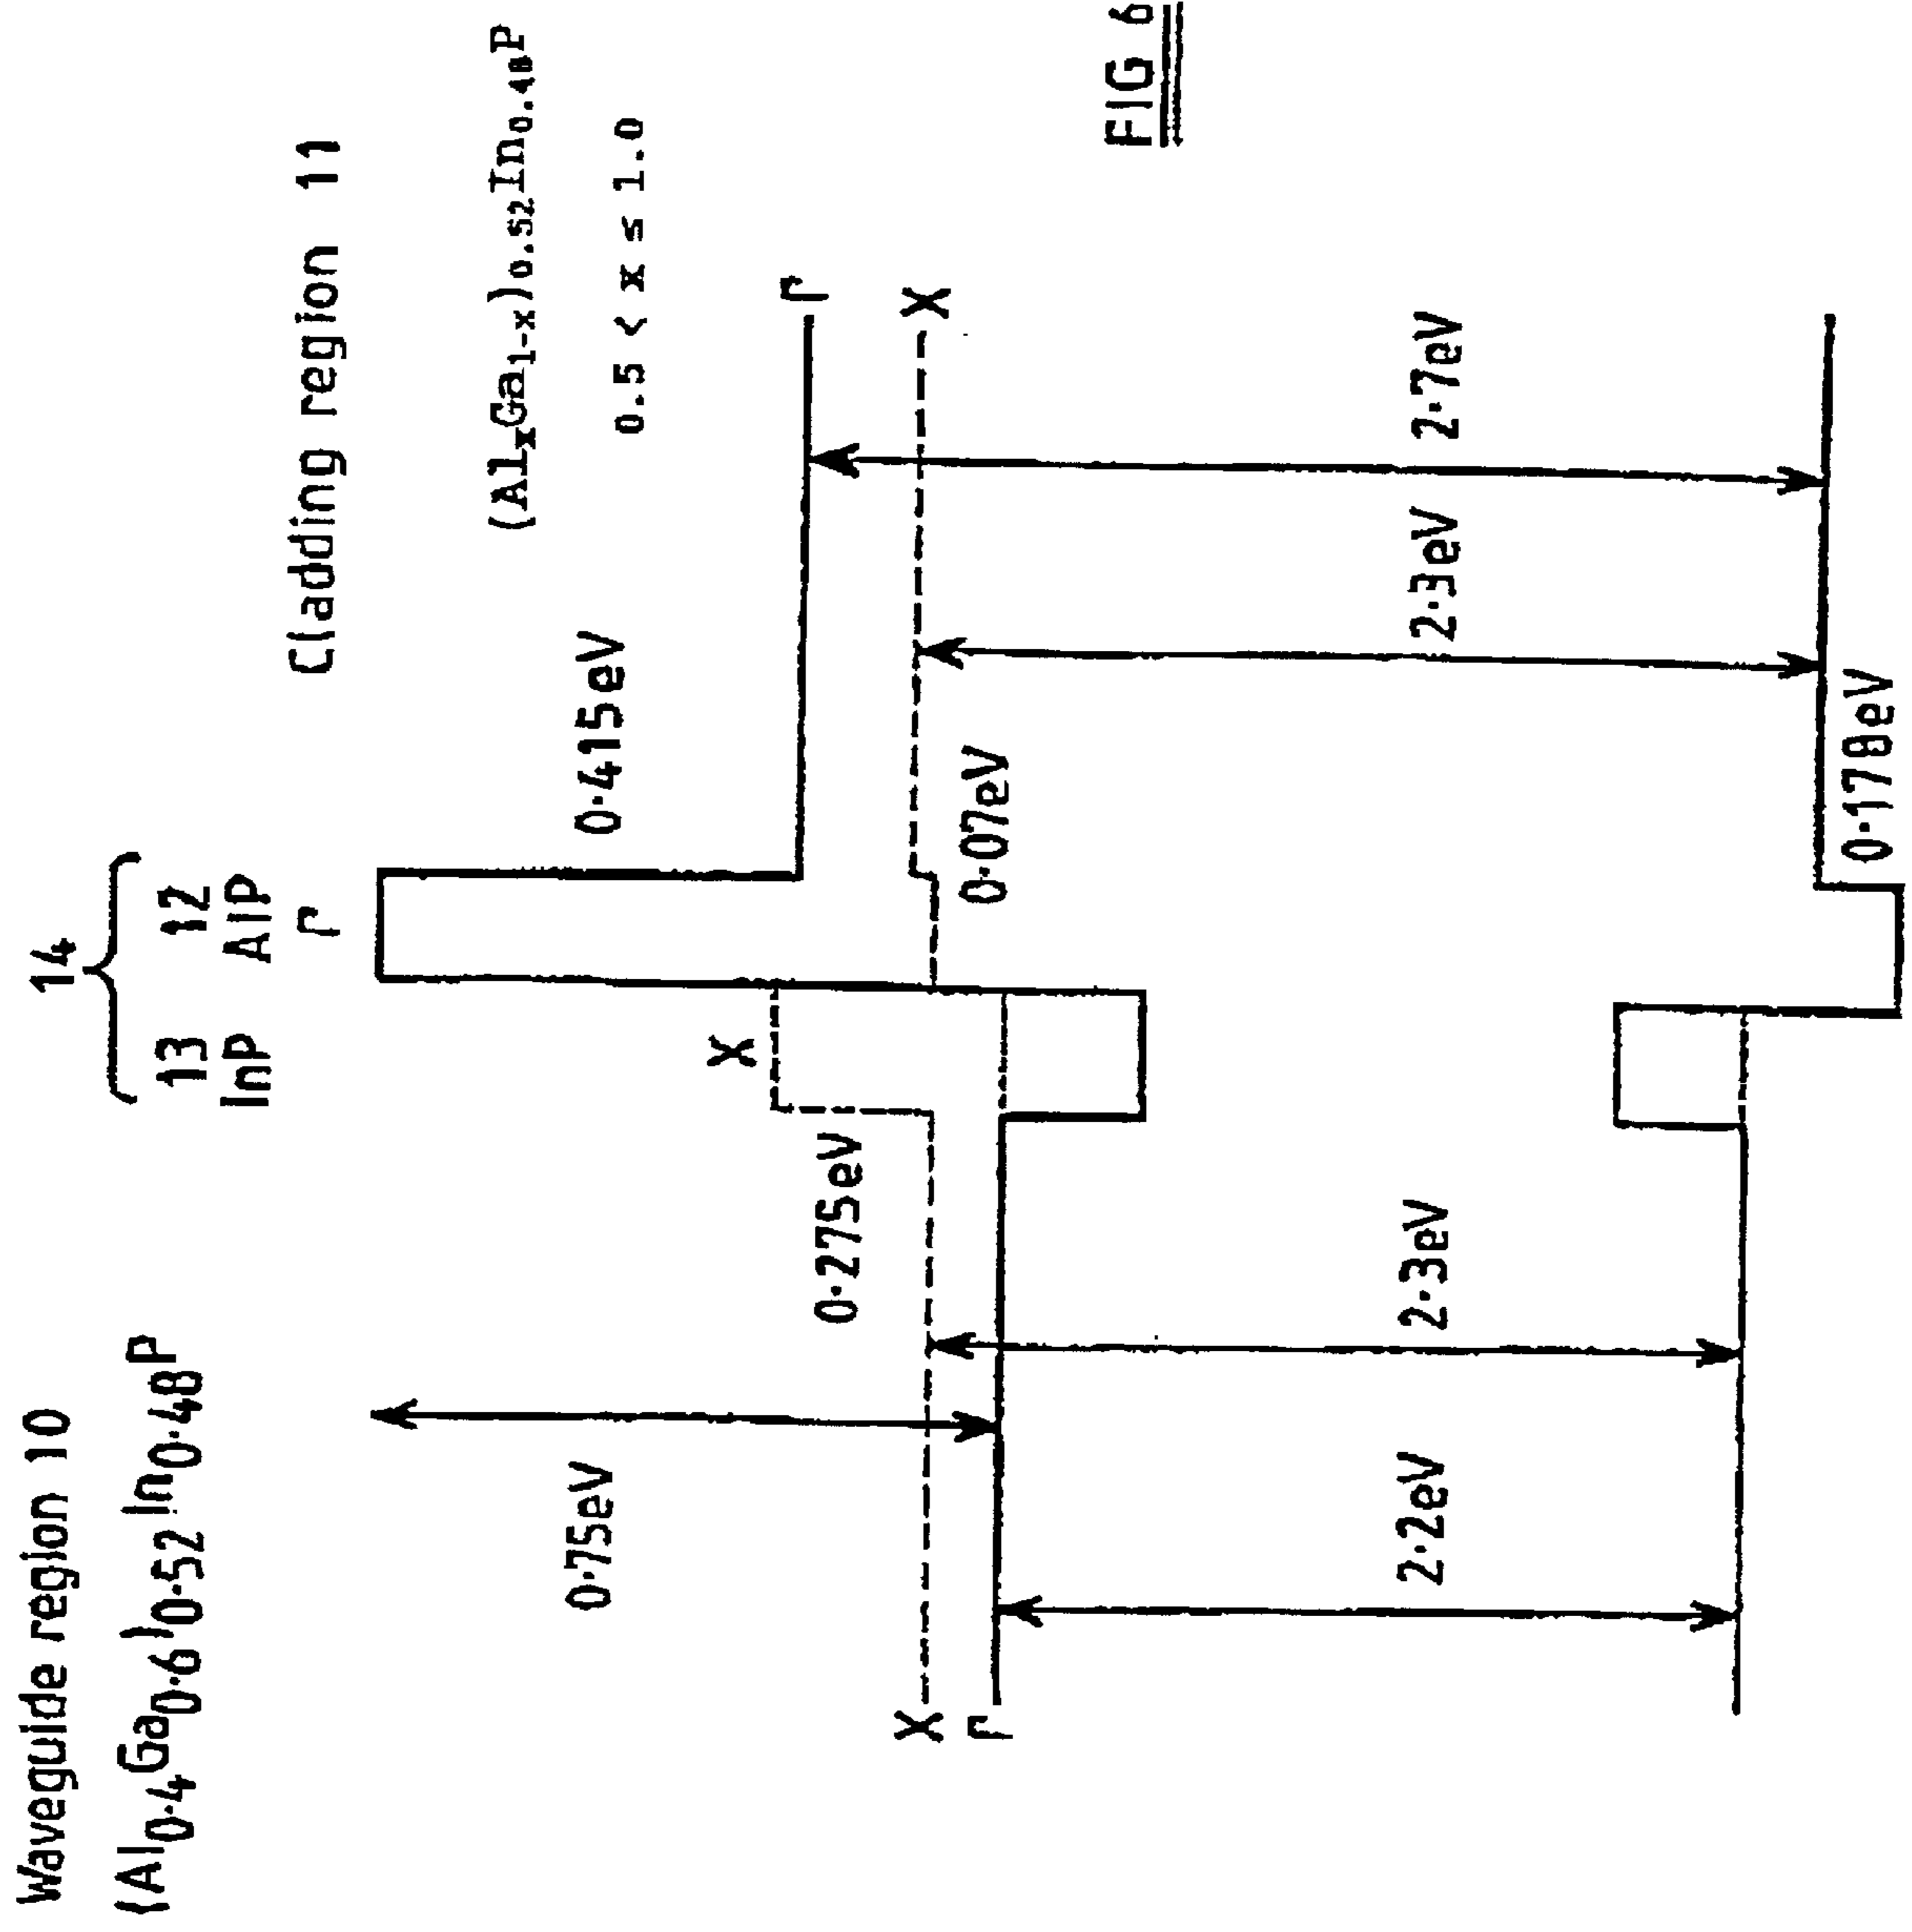 Waveguide region 10
(Al0·4Ga0·6)0·52In0·48P
14
13
12
InP
AlP
Γ
X
Cladding region 11
(AlxGa1-x)0.52In0.48P
0.5 < x ≤ 1.0
0·75eV
0·275eV
0·415eV
0·07eV
Γ
X
X
Γ
2·2eV
2·3eV
2·3eV
2·7eV
0·178eV
FIG 6